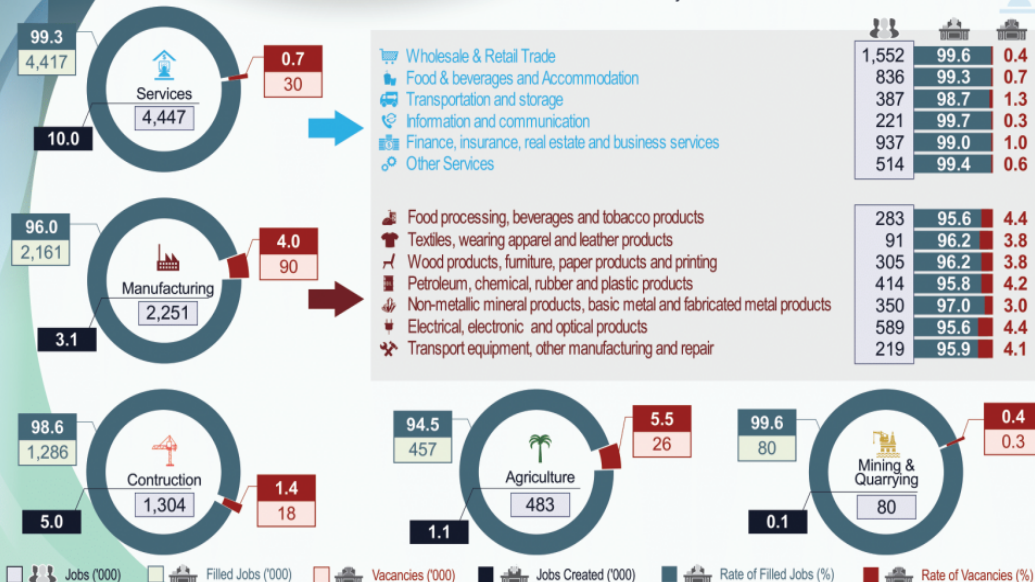 99.3
4,417
Services
4,447
0.7
30
10.0
Wholesale & Retail Trade 1,552 99.6 0.4
Food & beverages and Accommodation 836 99.3 0.7
Transportation and storage 387 98.7 1.3
Information and communication 221 99.7 0.3
Finance, insurance, real estate and business services 937 99.0 1.0
Other Services 514 99.4 0.6
96.0
2,161
Manufacturing
2,251
4.0
90
3.1
Food processing, beverages and tobacco products 283 95.6 4.4
Textiles, wearing apparel and leather products 91 96.2 3.8
Wood products, furniture, paper products and printing 305 96.2 3.8
Petroleum, chemical, rubber and plastic products 414 95.8 4.2
Non-metallic mineral products, basic metal and fabricated metal products 350 97.0 3.0
Electrical, electronic and optical products 589 95.6 4.4
Transport equipment, other manufacturing and repair 219 95.9 4.1
98.6
1,286
Contruction
1,304
1.4
18
5.0
94.5
457
Agriculture
483
5.5
26
1.1
99.6
80
Mining &
Quarrying
80
0.4
0.3
0.1
Jobs ('000) Filled Jobs ('000) Vacancies ('000) Jobs Created ('000) Rate of Filled Jobs (%) Rate of Vacancies (%)